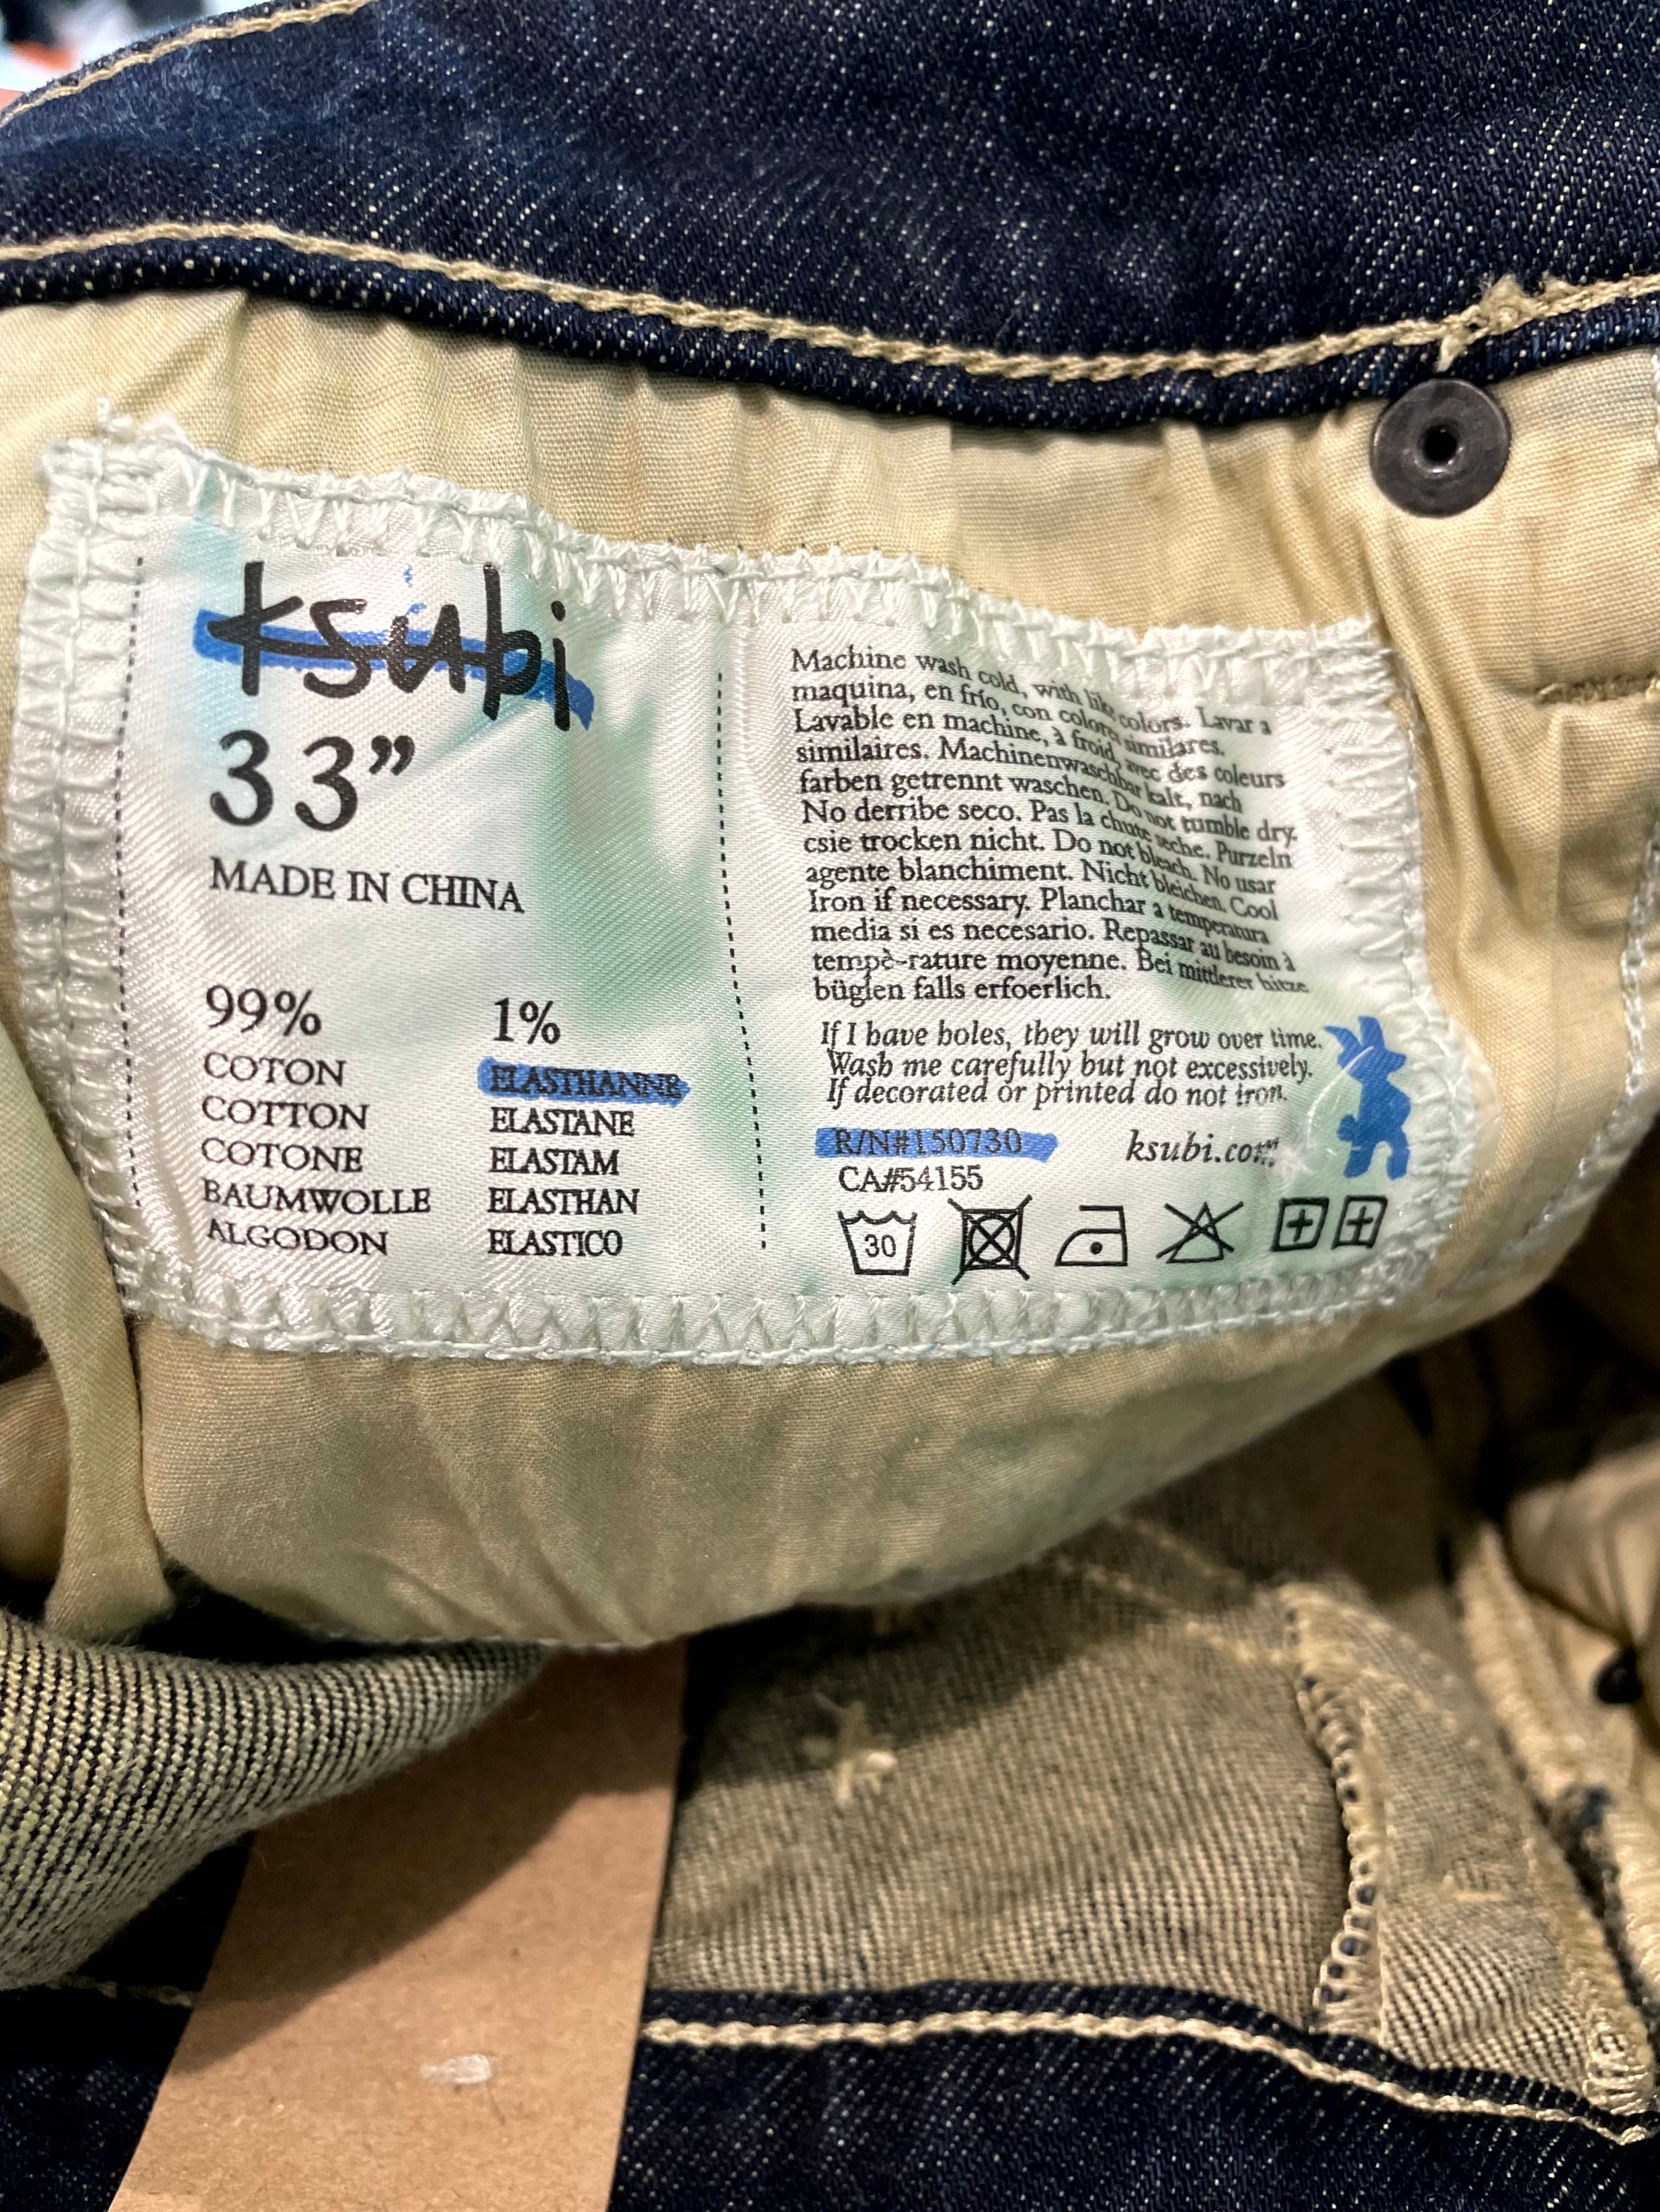 ksubi
33”
MADE IN CHINA
99%
COTON
COTTON
COTONE
BAUMWOLLE
ALGODON
1%
ELASTHANNE
ELASTANE
ELASTAM
ELASTHAN
ELASTICO
Machine wash cold, with like colors. Lavar a
maquina, en frío, con colores similares.
Lavable en machine, à froid, avec des coleurs
similaires. Machinenwaschbar kalt, nach
farben getrennt waschen. Do not tumble dry.
No derribe seco. Pas la chute seche. Purzeln
csie trocken nicht. Do not bleach. No usar
agente blanchiment. Nicht bleichen. Cool
Iron if necessary. Planchar a temperatura
media si es necesario. Repassar au besoin à
tempè-rature moyenne. Bei mittlerer hitze
büglen falls erfoerlich.
If I have holes, they will grow over time.
Wash me carefully but not excessively.
If decorated or printed do not iron.
R/N#150730
ksubi.com
CA#54155
30